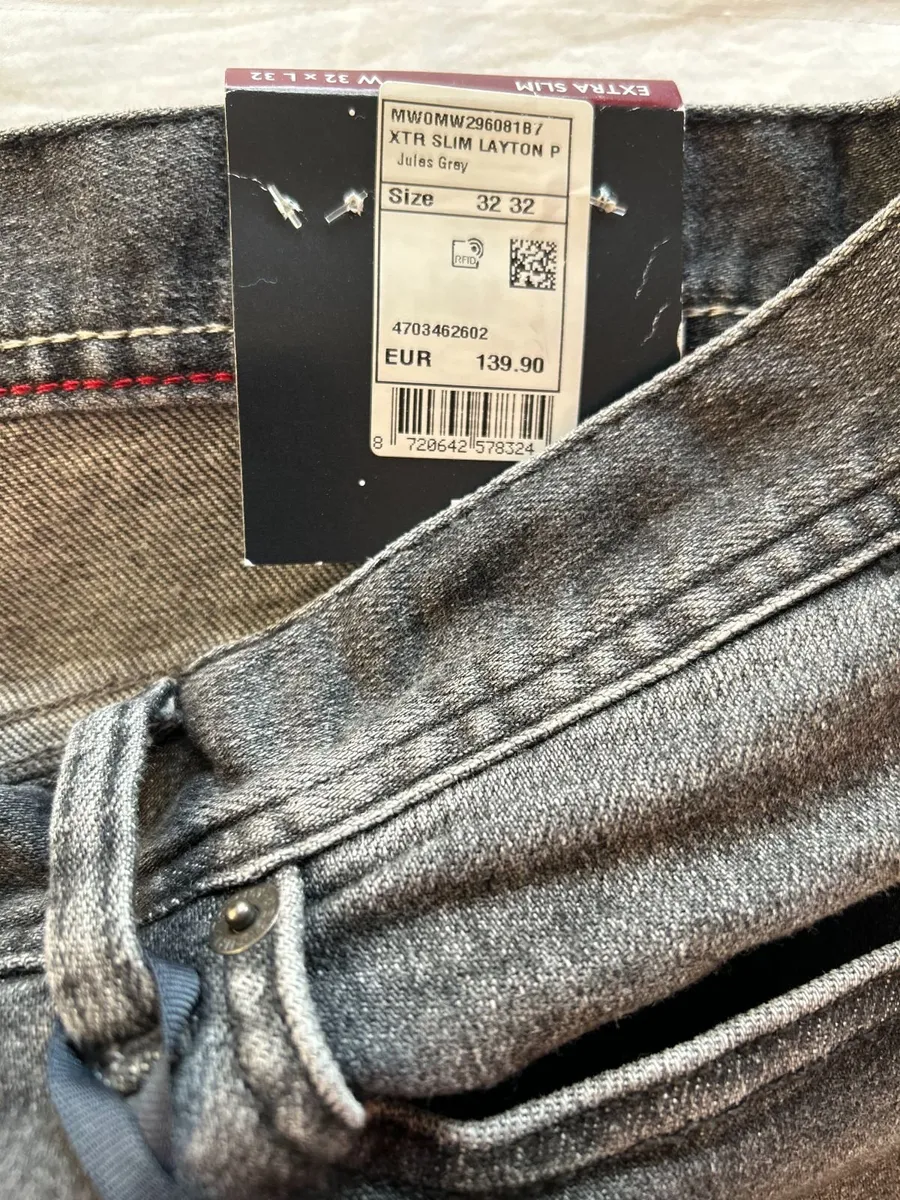 EXTRA SLIM W 32 x L 32
MW0MW296081B7
XTR SLIM LAYTON P
Jules Grey
Size 32 32
RFID
4703462602
EUR 139.90
8 720642 578324